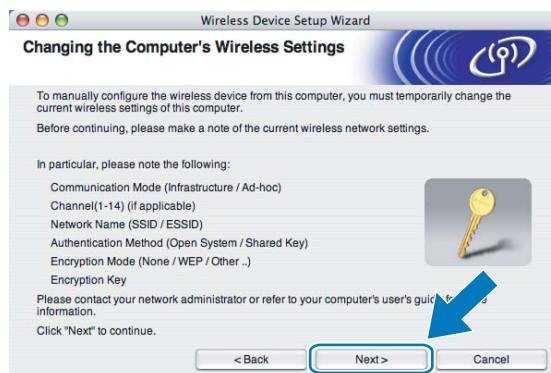 Wireless Device Setup Wizard
Changing the Computer's Wireless Settings
To manually configure the wireless device from this computer, you must temporarily change the
current wireless settings of this computer.
Before continuing, please make a note of the current wireless network settings.
In particular, please note the following:
Communication Mode (Infrastructure / Ad-hoc)
Channel(1-14) (if applicable)
Network Name (SSID / ESSID)
Authentication Method (Open System / Shared Key)
Encryption Mode (None / WEP / Other ..)
Encryption Key
Please contact your network administrator or refer to your computer's user's
information.
Click "Next" to continue.
< Back
Next >
Cancel